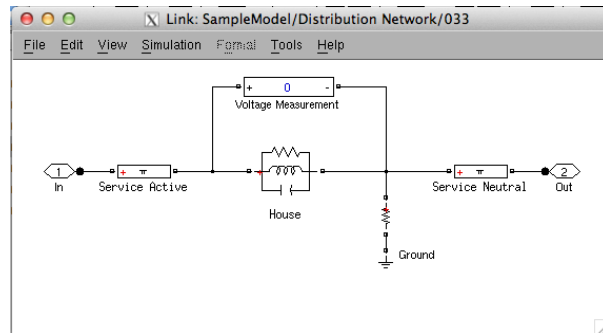 Link: SampleModel/Distribution Network/033
File Edit View Simulation Format Tools Help
+ 0 -
Voltage Measurement
1
In
+ π
Service Active
+
House
+ π
Service Neutral
2
Out
+
Ground